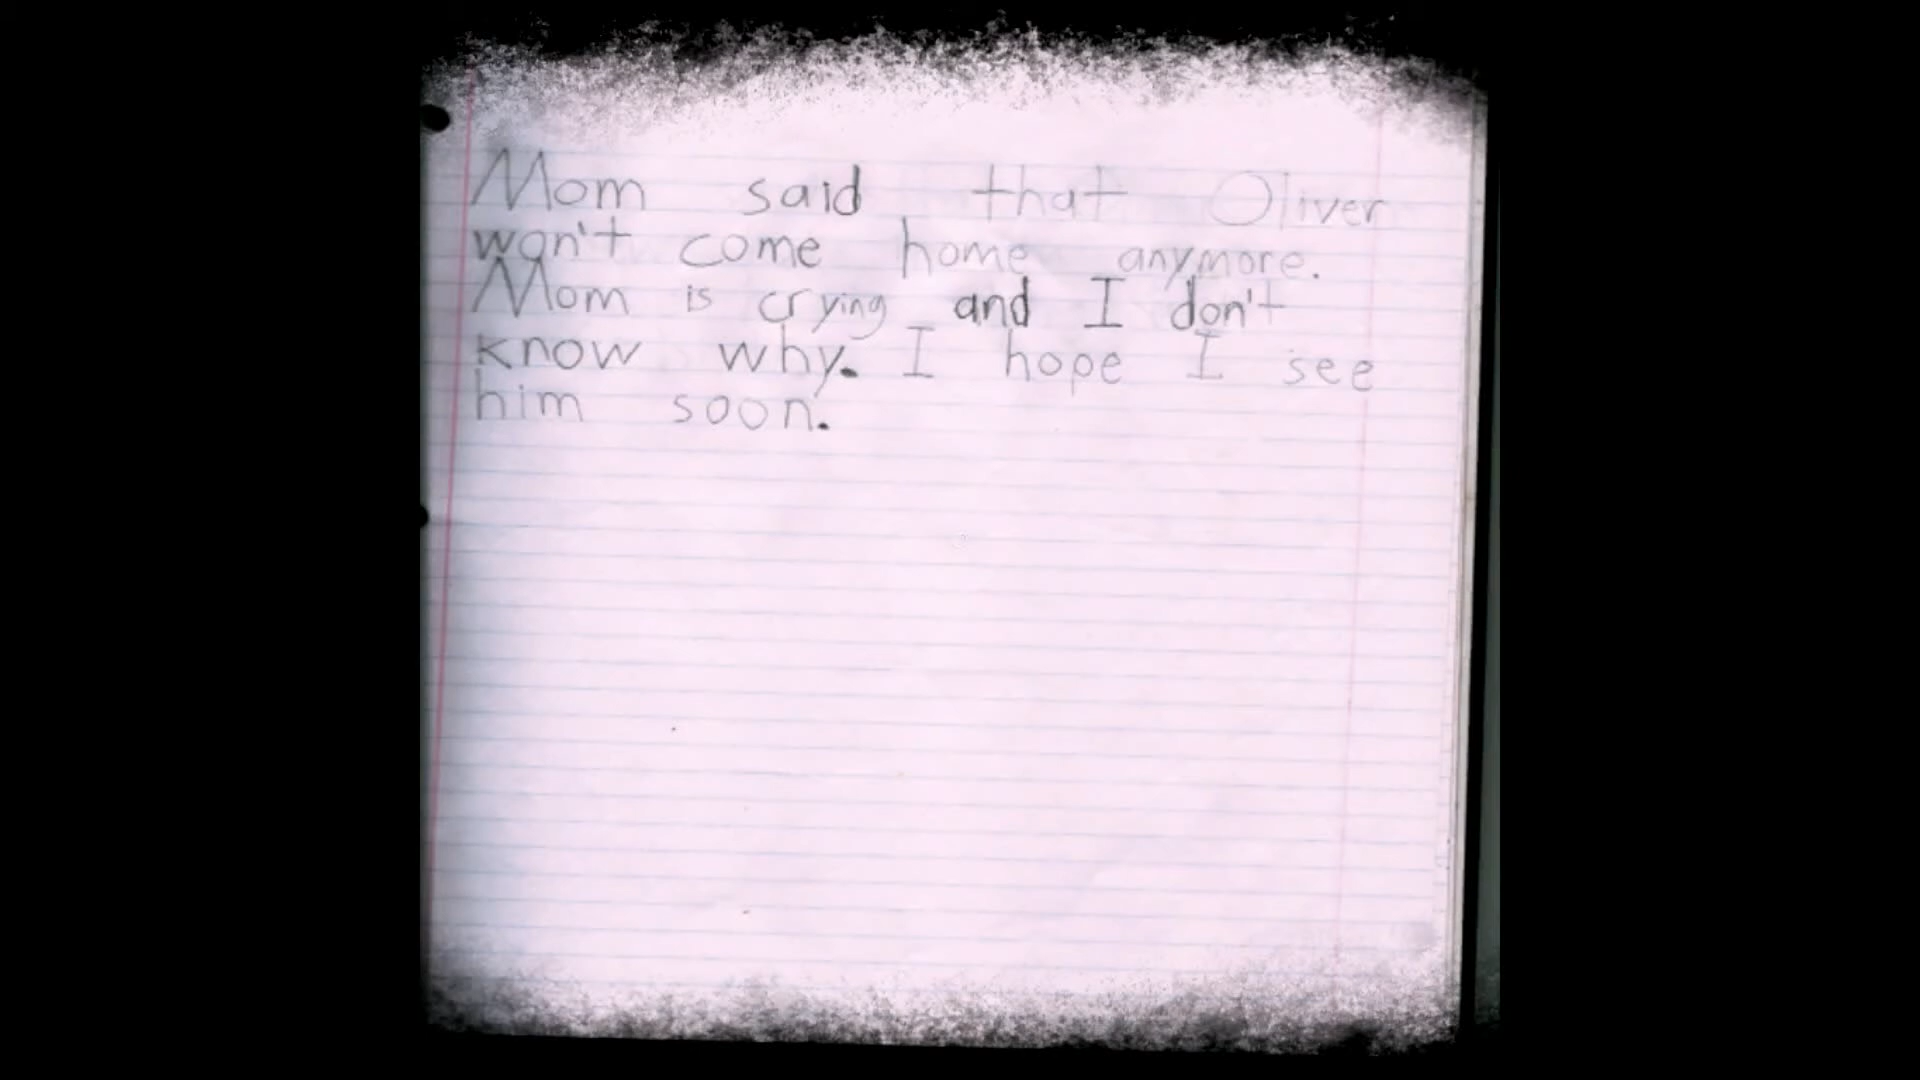 Mom said that Oliver
won't come home anymore.
Mom is crying and I don't
know why. I hope I see
him soon.